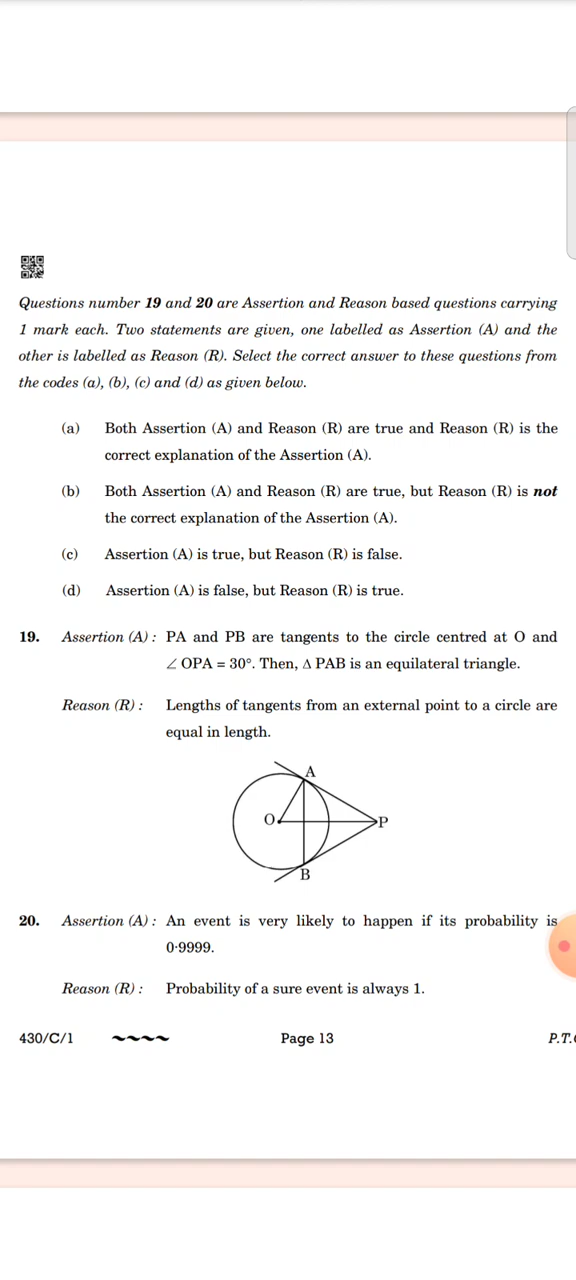 Questions number 19 and 20 are Assertion and Reason based questions carrying
1 mark each. Two statements are given, one labelled as Assertion (A) and the
other is labelled as Reason (R). Select the correct answer to these questions from
the codes (a), (b), (c) and (d) as given below.
(a) Both Assertion (A) and Reason (R) are true and Reason (R) is the
correct explanation of the Assertion (A).
(b) Both Assertion (A) and Reason (R) are true, but Reason (R) is not
the correct explanation of the Assertion (A).
(c) Assertion (A) is true, but Reason (R) is false.
(d) Assertion (A) is false, but Reason (R) is true.
19. Assertion (A) : PA and PB are tangents to the circle centred at O and
∠ OPA = 30°. Then, Δ PAB is an equilateral triangle.
Reason (R) : Lengths of tangents from an external point to a circle are
equal in length.
A
O
P
B
20. Assertion (A) : An event is very likely to happen if its probability is
0·9999.
Reason (R) : Probability of a sure event is always 1.
430/C/1 Page 13 P.T.